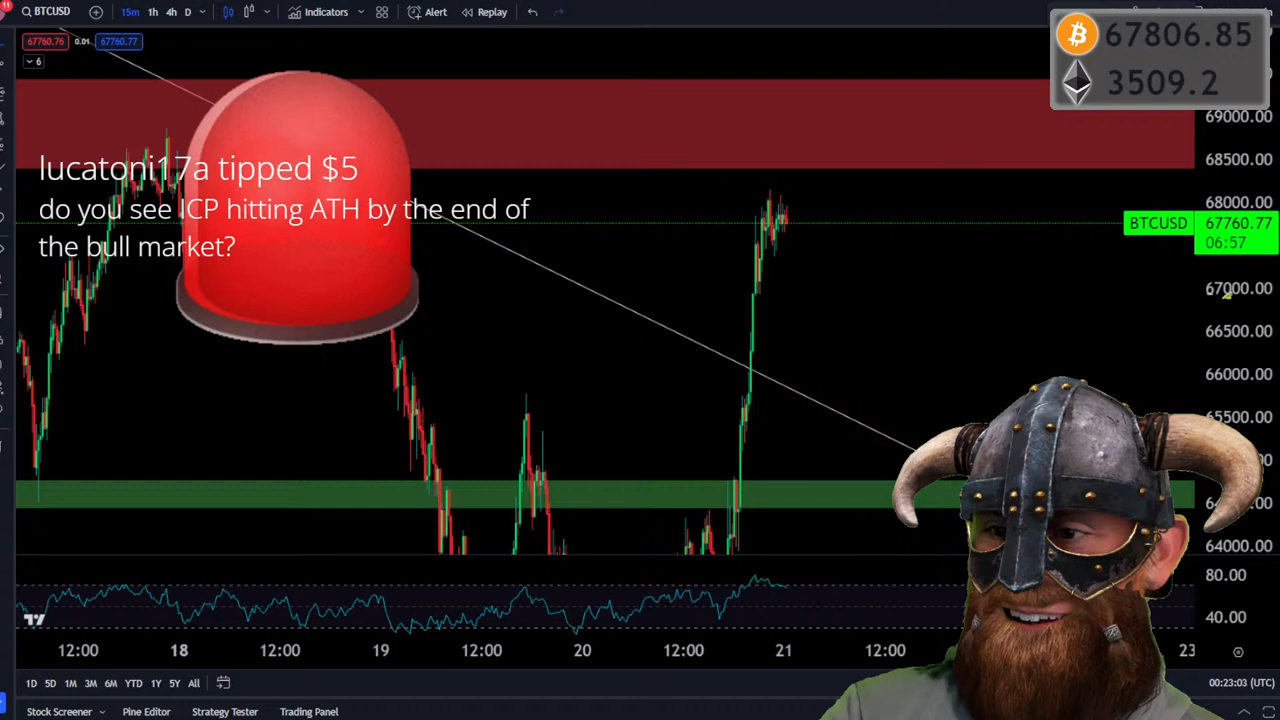 11
BTCUSD
15m 1h 4h D
Indicators
Alert
Replay
67760.76 0.01 67760.77
6
67806.85
3509.2
lucatoni17a tipped $5
do you see ICP hitting ATH by the end of
the bull market?
69000.00
68500.00
68000.00
BTCUSD 67760.77
06:57
67000.00
66500.00
66000.00
65500.00
64000.00
80.00
40.00
12:00 18 12:00 19 12:00 20 12:00 21 12:00 23
1D 5D 1M 3M 6M YTD 1Y 5Y All
00:23:03 (UTC)
Stock Screener Pine Editor Strategy Tester Trading Panel